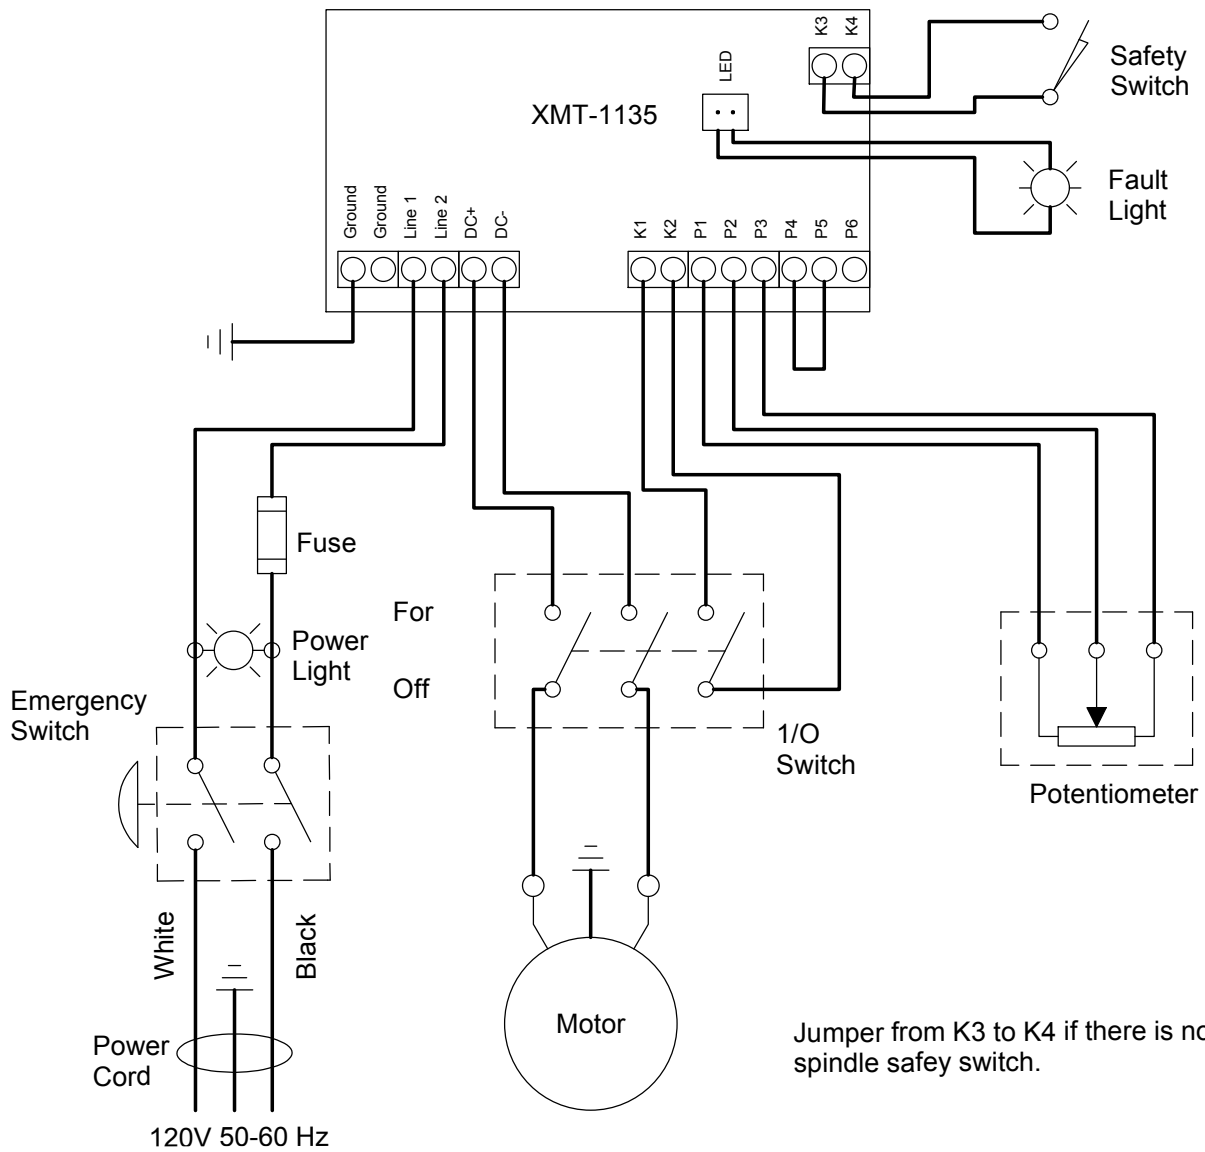 K3
K4
Safety
Switch
LED
XMT-1135
Fault
Light
Ground
Ground
Line 1
Line 2
DC+
DC-
K1
K2
P1
P2
P3
P4
P5
P6
Fuse
For
Power
Light
Off
Emergency
Switch
1/O
Switch
Potentiometer
White
Black
Motor
Jumper from K3 to K4 if there is no
spindle safey switch.
Power
Cord
120V 50-60 Hz